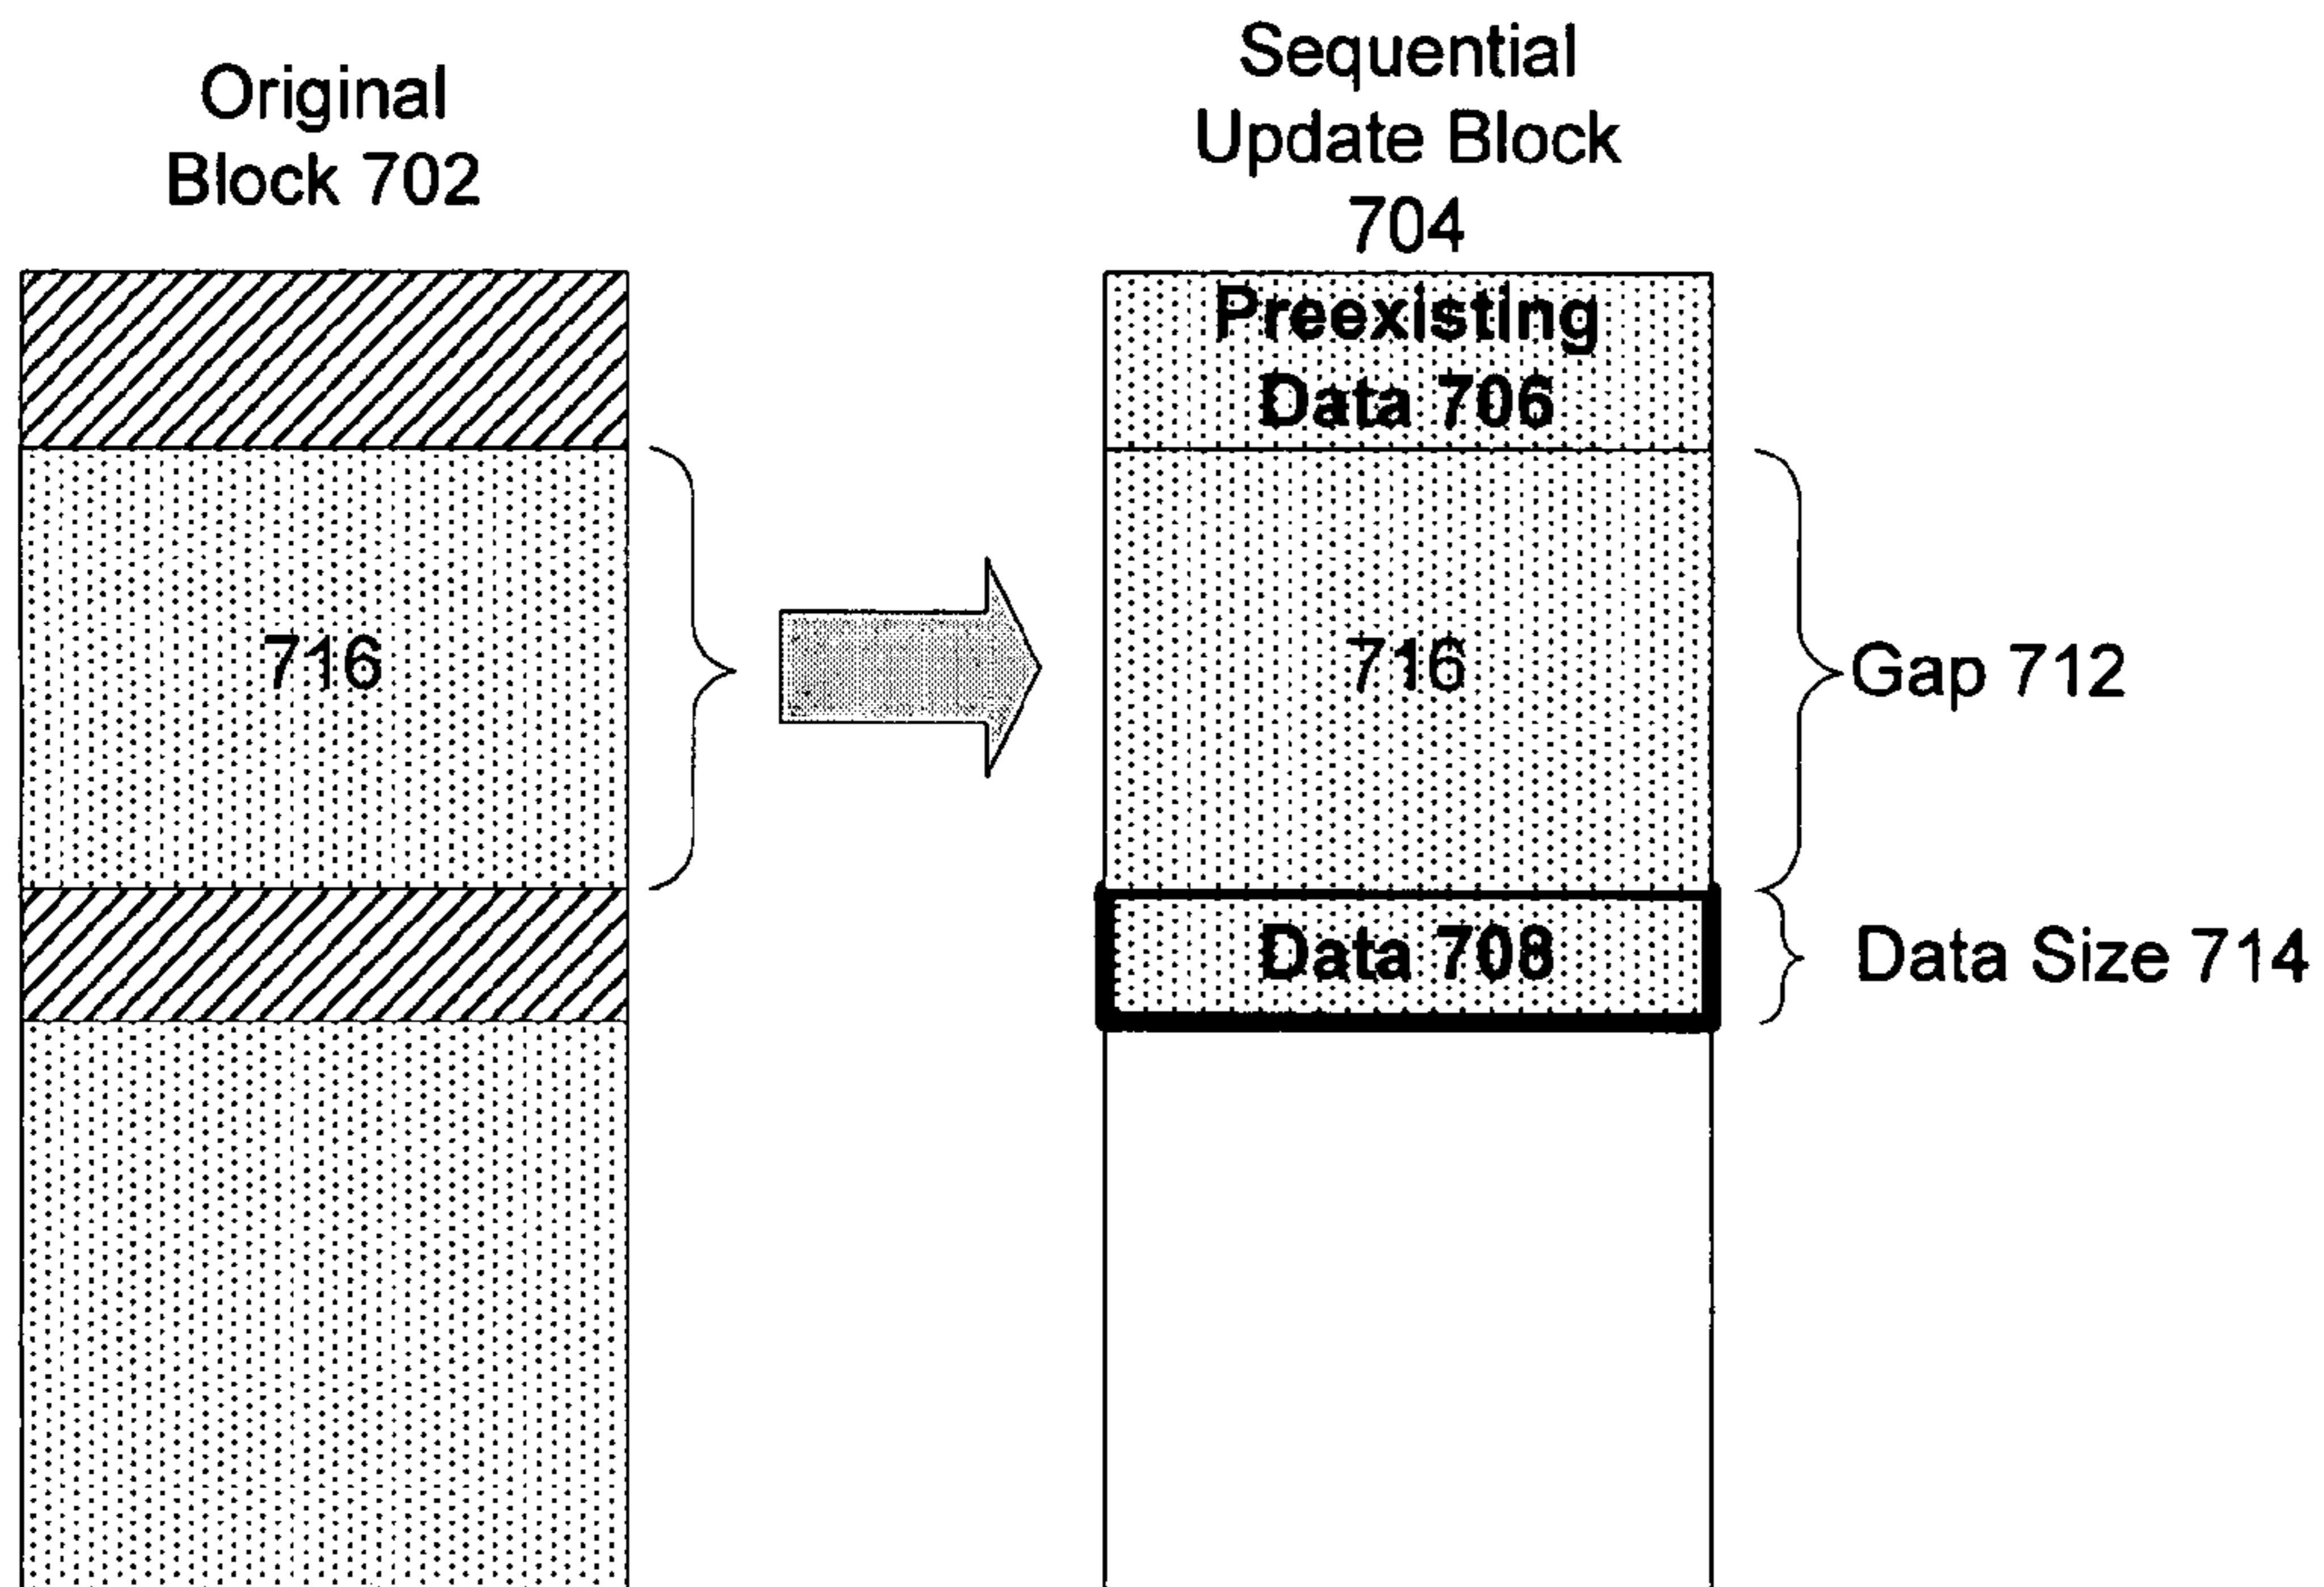 Original
Block 702
Sequential
Update Block
704
Preexisting
Data 706
716
716
Gap 712
Data 708
Data Size 714